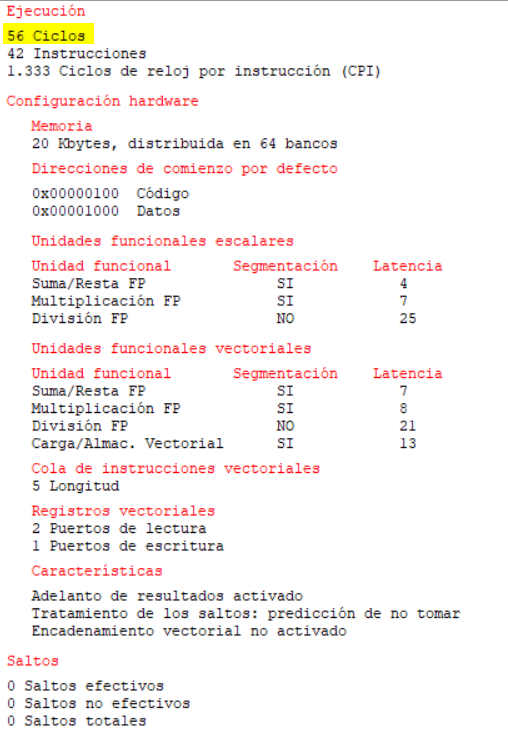 Ejecución
56 Ciclos
42 Instrucciones
1.333 Ciclos de reloj por instrucción (CPI)
Configuración hardware
Memoria
20 Kbytes, distribuida en 64 bancos
Direcciones de comienzo por defecto
0x00000100 Código
0x00001000 Datos
Unidades funcionales escalares
Unidad funcional Segmentación Latencia
Suma/Resta FP SI 4
Multiplicación FP SI 7
División FP NO 25
Unidades funcionales vectoriales
Unidad funcional Segmentación Latencia
Suma/Resta FP SI 7
Multiplicación FP SI 8
División FP NO 21
Carga/Almac. Vectorial SI 13
Cola de instrucciones vectoriales
5 Longitud
Registros vectoriales
2 Puertos de lectura
1 Puertos de escritura
Características
Adelanto de resultados activado
Tratamiento de los saltos: predicción de no tomar
Encadenamiento vectorial no activado
Saltos
0 Saltos efectivos
0 Saltos no efectivos
0 Saltos totales